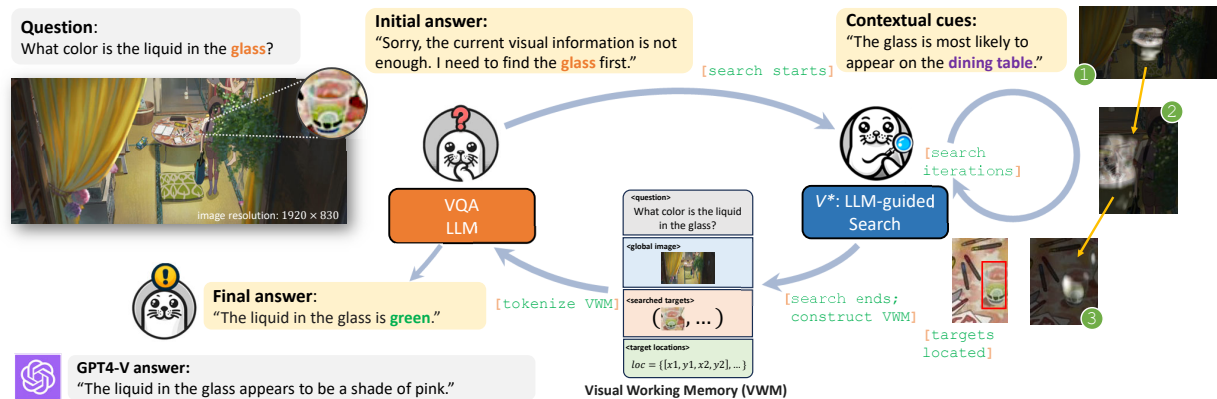 Question:
What color is the liquid in the glass?
image resolution: 1920 × 830
Initial answer:
"Sorry, the current visual information is not
enough. I need to find the glass first."
[search starts]
Contextual cues:
"The glass is most likely to
appear on the dining table."
1
2
[search
iterations]
VQA
LLM
V*: LLM-guided
Search
<question>
What color is the liquid
in the glass?
<global image>
<searched targets>
( , ... )
<target locations>
loc = {[x1, y1, x2, y2], ... }
Visual Working Memory (VWM)
[tokenize VWM]
[search ends;
construct VWM]
[targets
located]
3
Final answer:
"The liquid in the glass is green."
GPT4-V answer:
"The liquid in the glass appears to be a shade of pink."